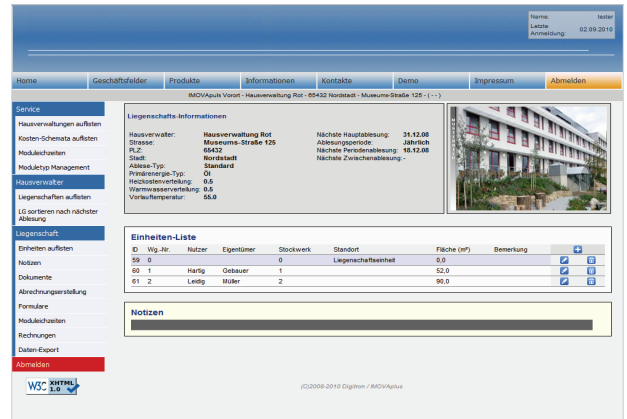 Name: tester
Letzte Anmeldung: 02.09.2010
Home Geschäftsfelder Produkte Informationen Kontakte Demo Impressum Abmelden
IMOVApuls Vorort - Hausverwaltung Rot - 65432 Nordstadt - Museums-Straße 125 - ( - - )
Service
Hausverwaltungen auflisten
Kosten-Schemata auflisten
Moduleichzeiten
Moduletyp Management
Hausverwalter
Liegenschaften auflisten
LG sortieren nach nächster
Ablesung
Liegenschaft
Einheiten auflisten
Notizen
Dokumente
Abrechnungserstellung
Formulare
Moduleichzeiten
Rechnungen
Daten-Export
Abmelden
W3C XHTML 1.0
Liegenschafts-Informationen
Hausverwalter: Hausverwaltung Rot Nächste Hauptablesung: 31.12.08
Strasse: Museums-Straße 125 Ablesungsperiode: Jährlich
PLZ: 65432 Nächste Periodenablesung: 18.12.08
Stadt: Nordstadt Nächste Zwischenablesung: -
Ablese-Typ: Standard
Primärenergie-Typ: Öl
Heizkostenverteilung: 0.5
Warmwasserverteilung: 0.5
Vorlauftemperatur: 55.0
Einheiten-Liste
ID Wg.-Nr. Nutzer Eigentümer Stockwerk Standort Fläche (m²) Bemerkung
59 0 0 Liegenschaftseinheit 0,0
60 1 Hartig Gebauer 1 52,0
61 2 Leidig Müller 2 90,0
Notizen
(C)2008-2010 Digitron / IMOVAplus